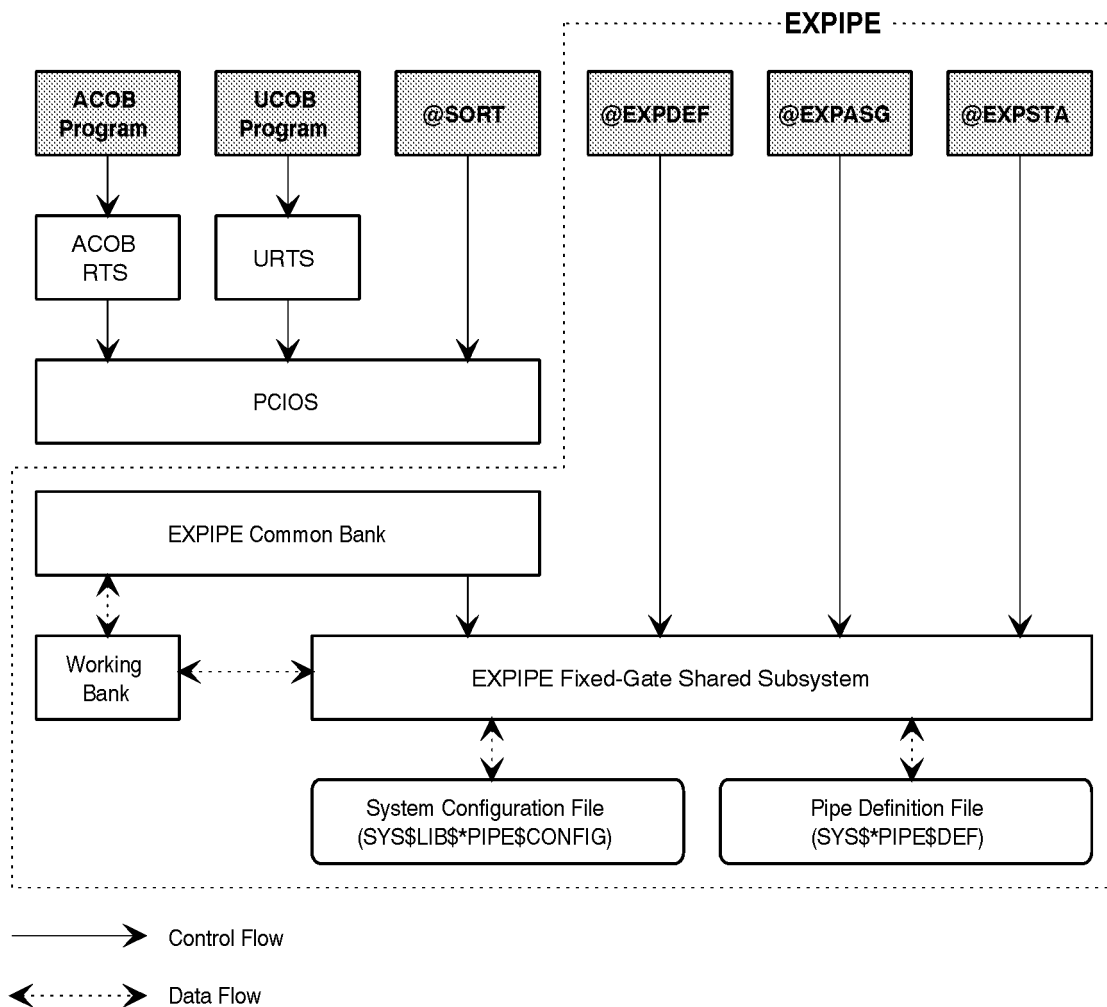 EXPIPE
ACOB
Program
UCOB
Program
@SORT
@EXPDEF
@EXPASG
@EXPSTA
ACOB
RTS
URTS
PCIOS
EXPIPE Common Bank
Working
Bank
EXPIPE Fixed-Gate Shared Subsystem
System Configuration File
(SYS$LIB$*PIPE$CONFIG)
Pipe Definition File
(SYS$*PIPE$DEF)
Control Flow
Data Flow